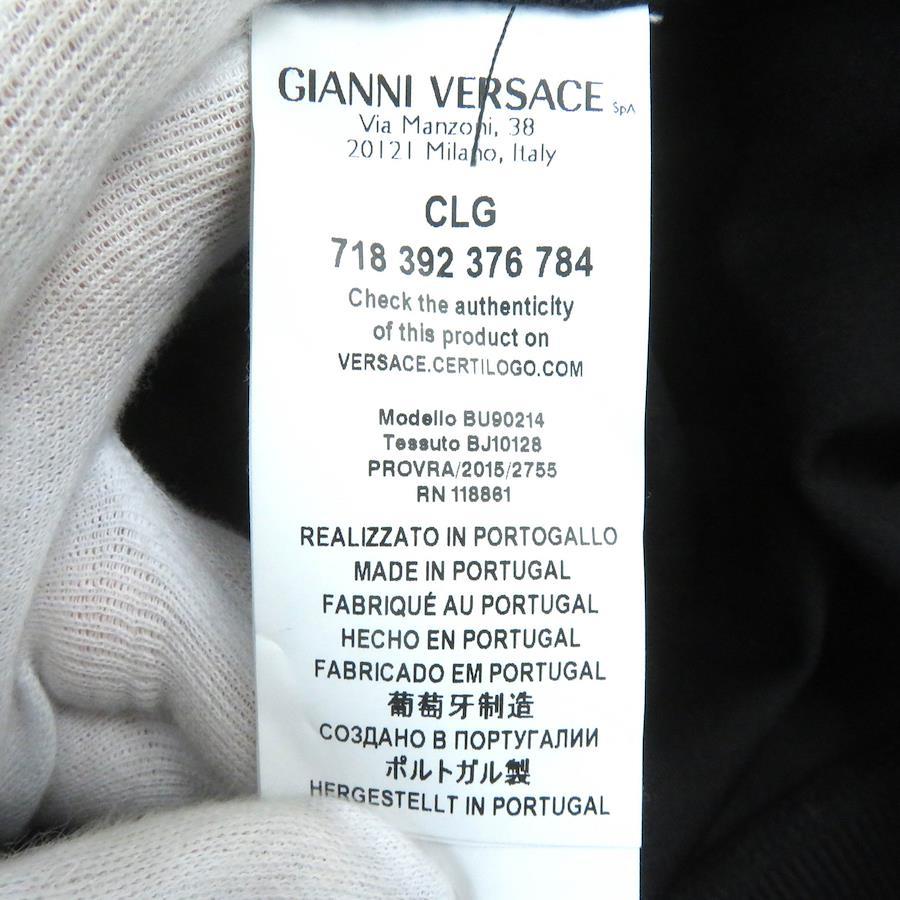 GIANNI VERSACE SpA
Via Manzoni, 38
20121 Milano, Italy
CLG
718 392 376 784
Check the authenticity
of this product on
VERSACE.CERTILOGO.COM
Modello BU90214
Tessuto BJ10128
PROVRA/2015/2755
RN 118861
REALIZZATO IN PORTOGALLO
MADE IN PORTUGAL
FABRIQUÉ AU PORTUGAL
HECHO EN PORTUGAL
FABRICADO EM PORTUGAL
葡萄牙制造
СОЗДАНО В ПОРТУГАЛИИ
ポルトガル製
HERGESTELLT IN PORTUGAL